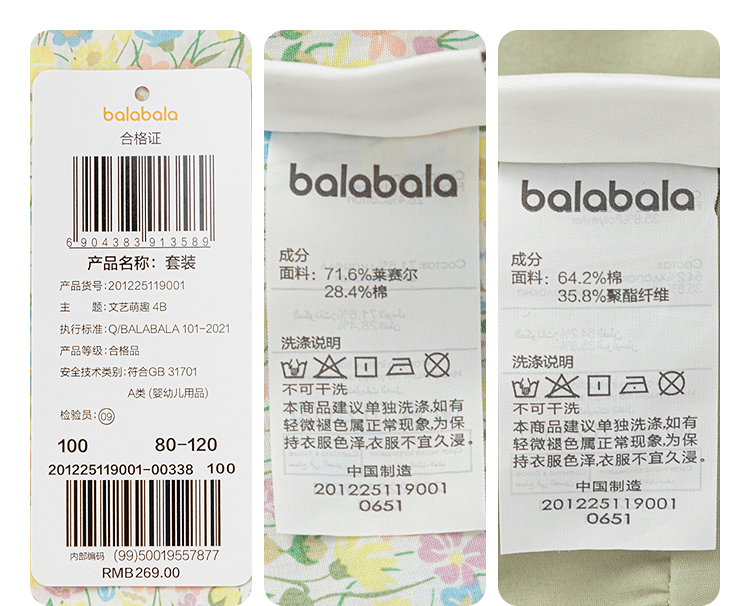 balabala
合格证
6 904383 913589
产品名称：套装
产品货号:201225119001
主 题:文艺萌趣 4B
执行标准:Q/BALABALA 101-2021
产品等级:合格品
安全技术类别:符合GB 31701
A类 (婴幼儿用品)
检验员:09
100 80-120
201225119001-00338 100
内部编码 (99)50019557877
RMB269.00
balabala
成分
面料：71.6%莱赛尔
28.4%棉
洗涤说明
不可干洗
本商品建议单独洗涤,如有
轻微褪色属正常现象,为保
持衣服色泽,衣服不宜久浸。
中国制造
201225119001
0651
balabala
成分
面料：64.2%棉
35.8%聚酯纤维
洗涤说明
不可干洗
本商品建议单独洗涤,如有
轻微褪色属正常现象,为保
持衣服色泽,衣服不宜久浸。
中国制造
201225119001
0651